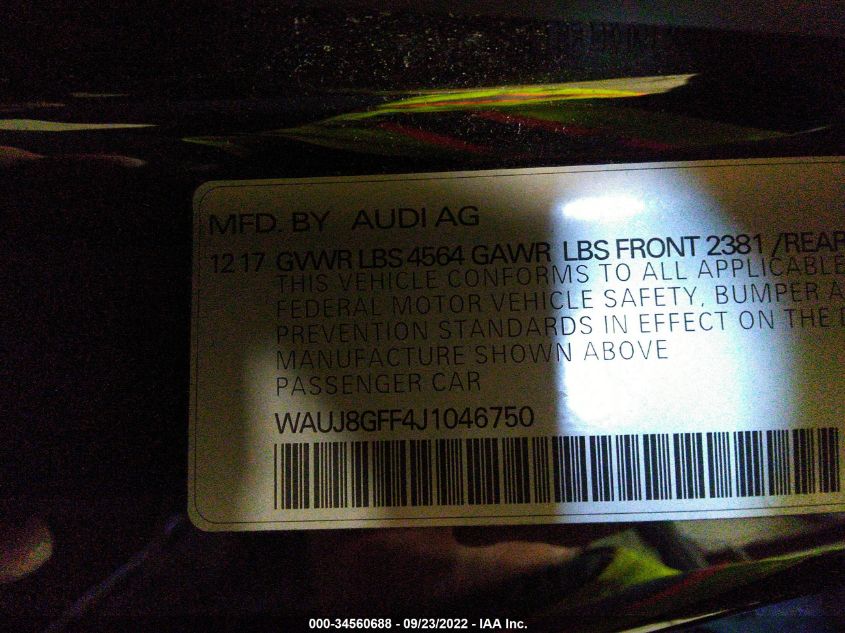 MFD. BY AUDI AG
12 17 GVWR LBS 4564 GAWR LBS FRONT 2381 /REAR
THIS VEHICLE CONFORMS TO ALL APPLICABLE
FEDERAL MOTOR VEHICLE SAFETY, BUMPER A
PREVENTION STANDARDS IN EFFECT ON THE D
MANUFACTURE SHOWN ABOVE
PASSENGER CAR
WAUJ8GFF4J1046750
000-34560688 - 09/23/2022 - IAA Inc.